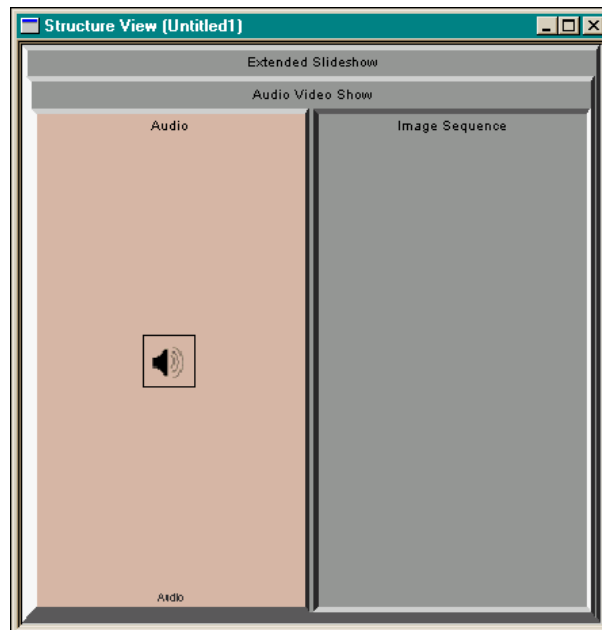 Structure View (Untitled1)
Extended Slideshow
Audio Video Show
Audio
Image Sequence
Audio